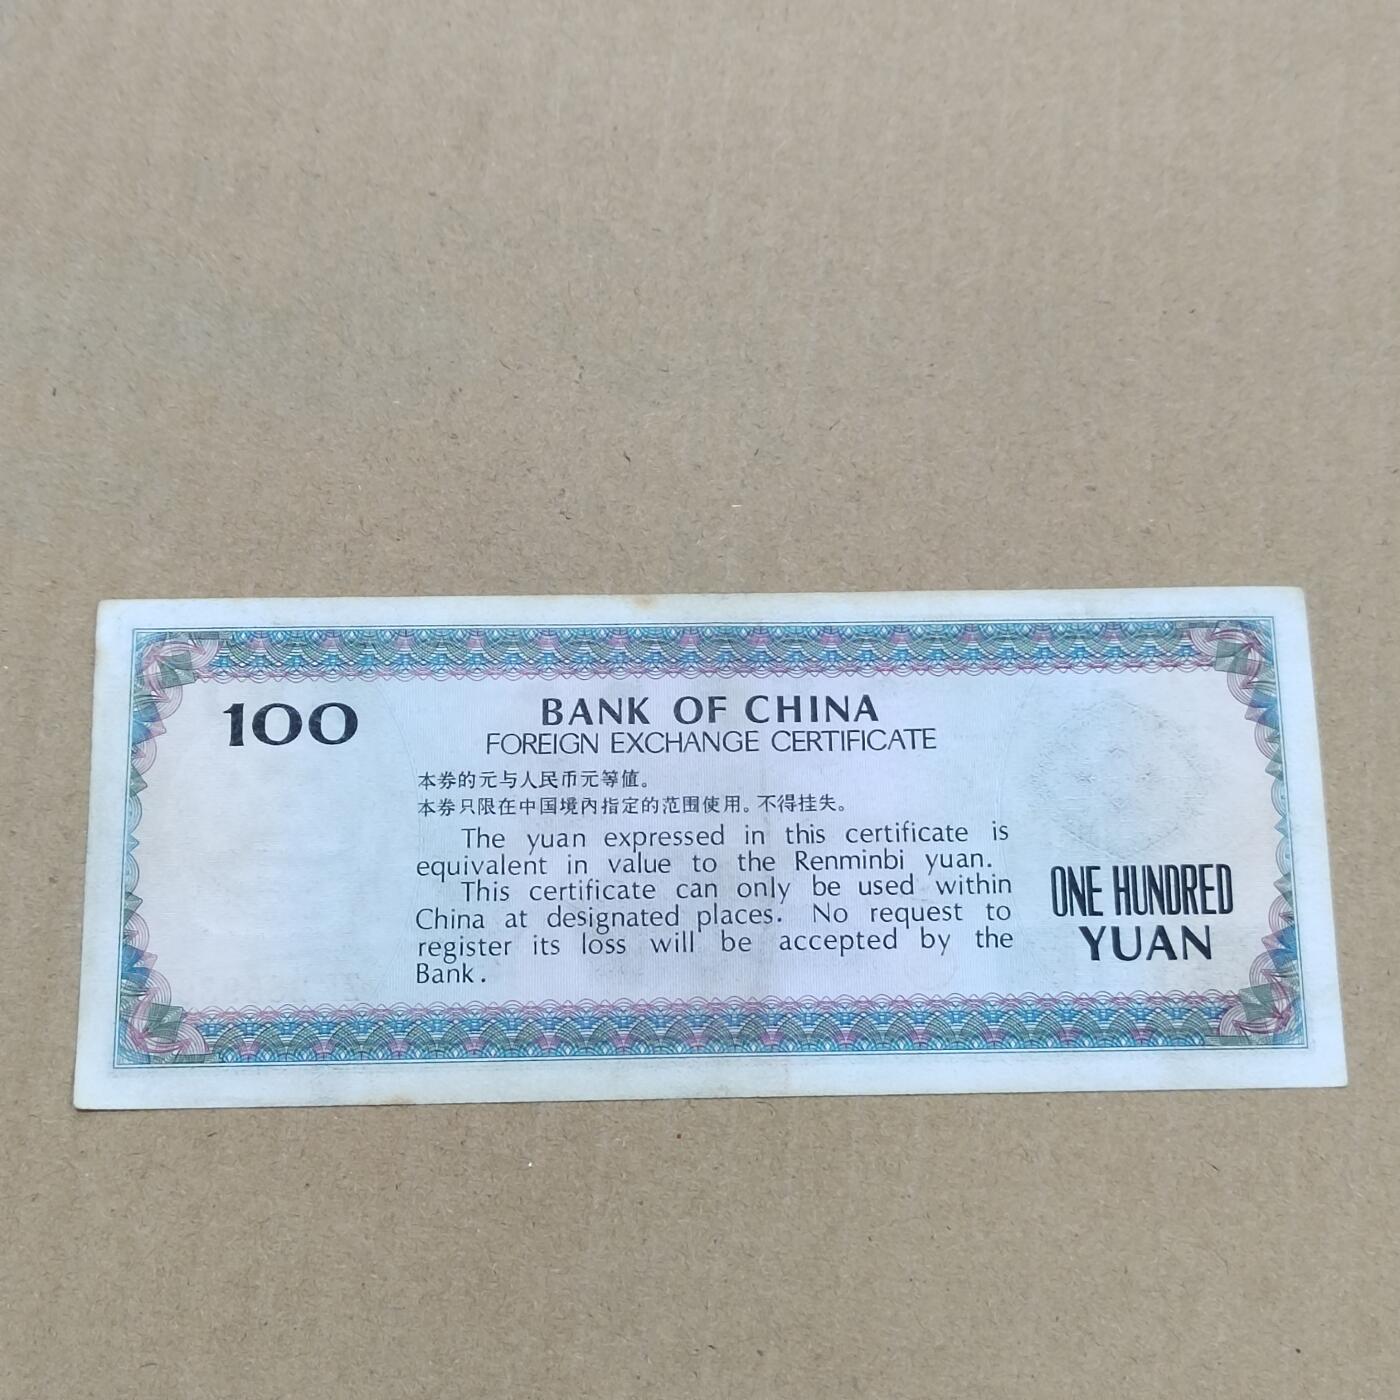 100
BANK OF CHINA
FOREIGN EXCHANGE CERTIFICATE
本券的元与人民币元等值。
本券只限在中国境内指定的范围使用。不得挂失。
The yuan expressed in this certificate is
equivalent in value to the Renminbi yuan.
This certificate can only be used within
China at designated places. No request to
register its loss will be accepted by the
Bank.
ONE HUNDRED
YUAN